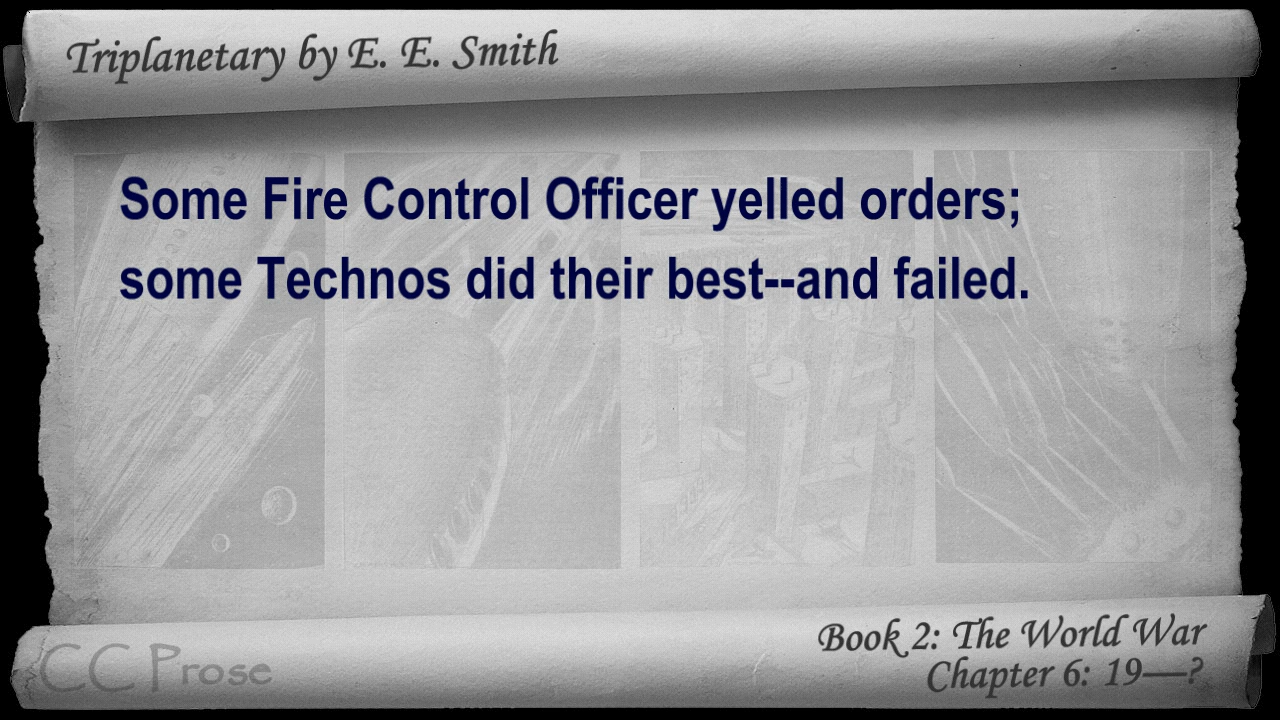 Triplanetary by E. E. Smith
Some Fire Control Officer yelled orders;
some Technos did their best--and failed.
CC Prose
Book 2: The World War
Chapter 6: 19—?